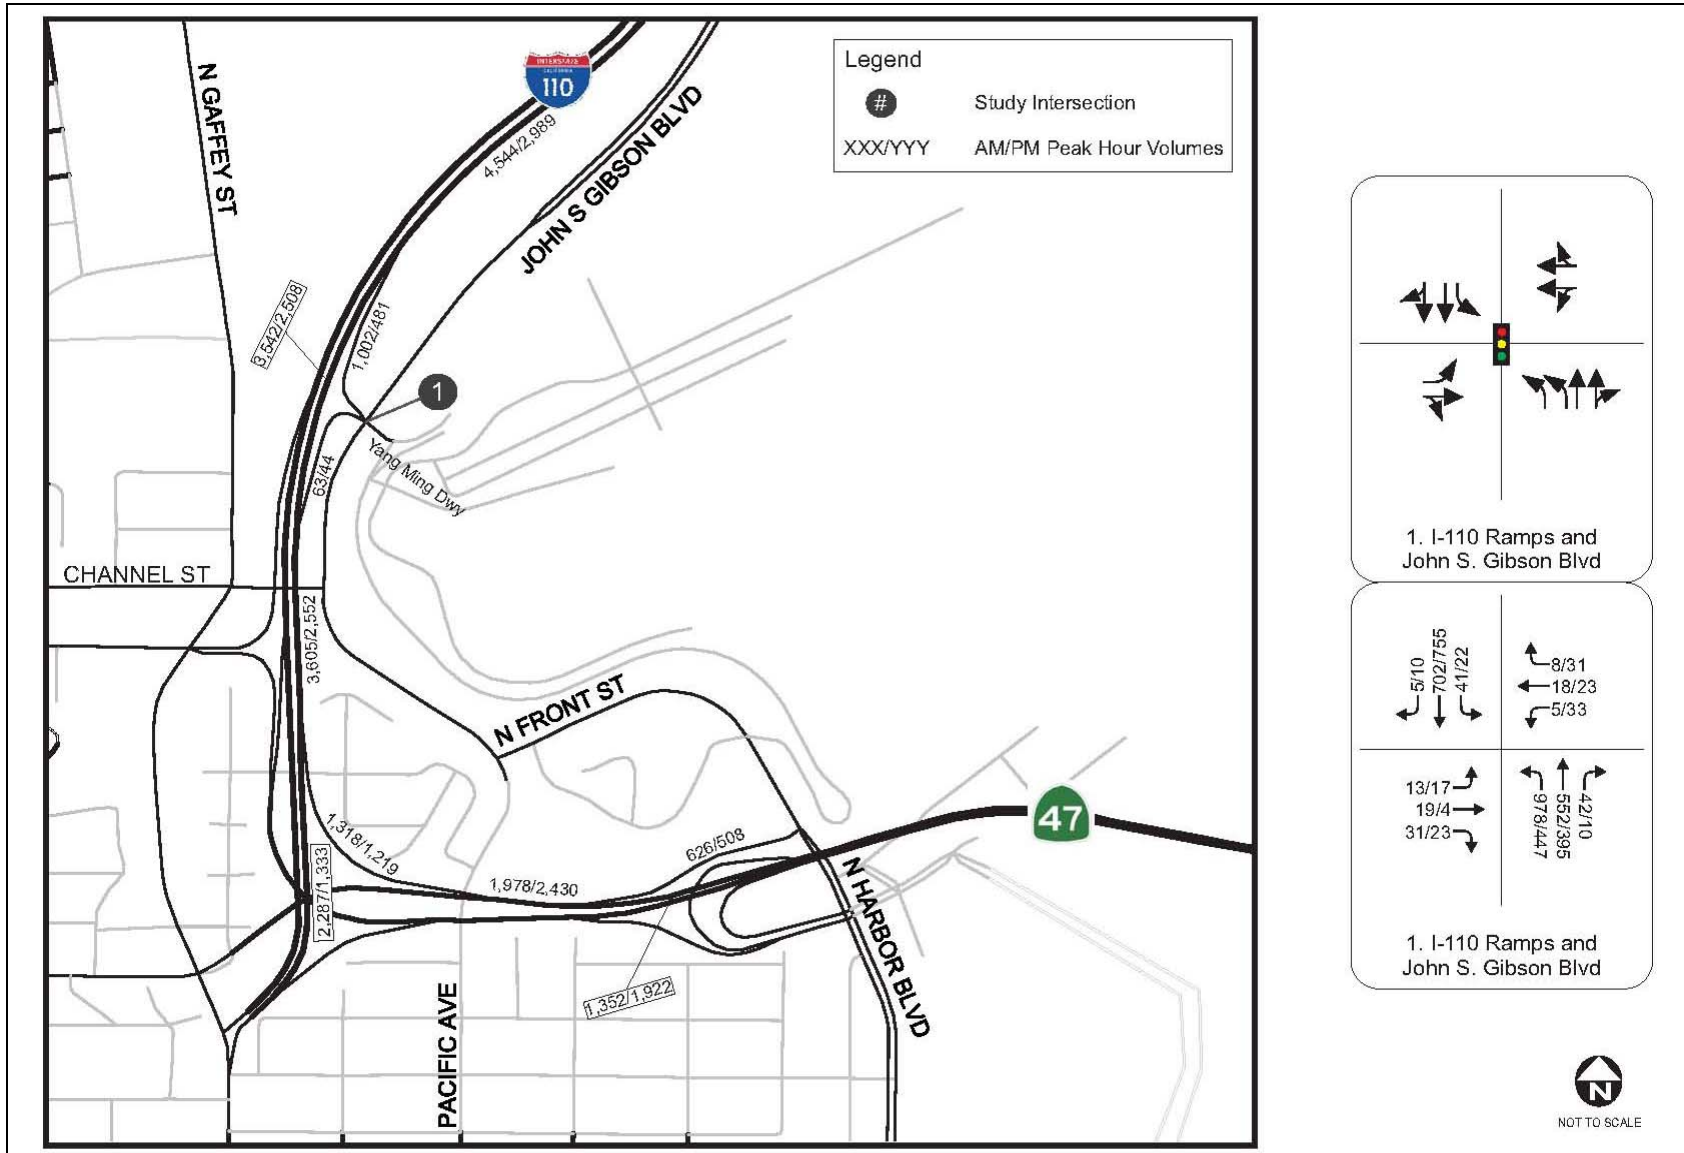 INTERSTATE
CALIFORNIA
110
N GAFFEY ST
JOHN S GIBSON BLVD
4,544/2,989
Legend
#
Study Intersection
XXX/YYY
AM/PM Peak Hour Volumes
3,542/2,508
1,002/481
1
63/44
Yang Ming Dwy
CHANNEL ST
3,605/2,552
N FRONT ST
47
1,318/1,219
626/508
1,978/2,430
2,287/1,333
1,352/1,922
N HARBOR BLVD
PACIFIC AVE
1. I-110 Ramps and
John S. Gibson Blvd
5/10
702/755
41/22
8/31
18/23
5/33
13/17
19/4
31/23
978/447
552/395
42/10
1. I-110 Ramps and
John S. Gibson Blvd
N
NOT TO SCALE